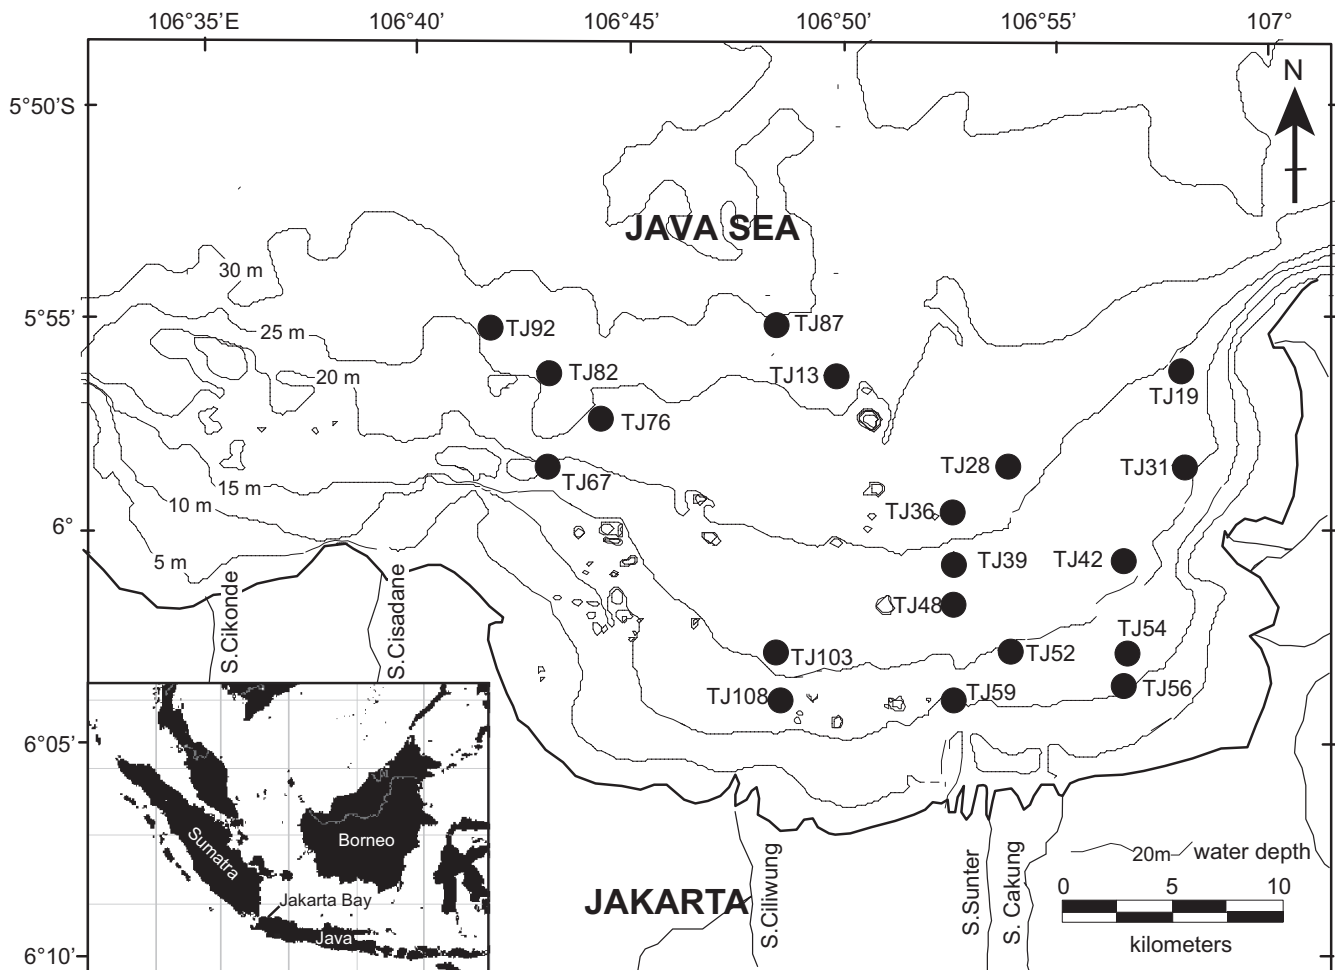 106°35'E 106°40' 106°45' 106°50' 106°55' 107°
N
5°50'S
JAVA SEA
30 m
5°55'
25 m
TJ92
TJ87
20 m
TJ82
TJ13
TJ19
TJ76
TJ28
TJ31
TJ67
15 m
10 m
TJ36
6°
5 m
TJ39
TJ42
TJ48
S.Cikonde
S.Cisadane
TJ54
TJ103
TJ52
TJ108
TJ59
TJ56
6°05'
Sumatra
Borneo
Jakarta Bay
Java
S.Ciliwung
S.Sunter
S. Cakung
20m water depth
JAKARTA
0 5 10
kilometers
6°10'